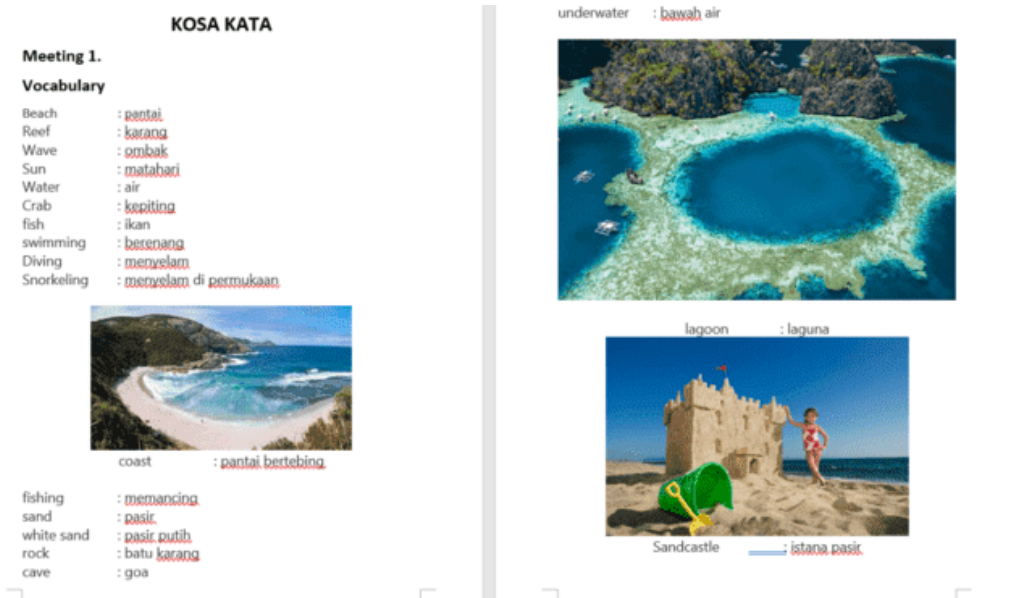 KOSA KATA
Meeting 1.
Vocabulary
Beach : pantai
Reef : karang
Wave : ombak
Sun : matahari
Water : air
Crab : kepiting
fish : ikan
swimming : berenang
Diving : menyelam
Snorkeling : menyelam di permukaan
coast : pantai bertebing
fishing : memancing
sand : pasir
white sand : pasir putih
rock : batu karang
cave : goa
underwater : bawah air
lagoon : laguna
Sandcastle : istana pasir